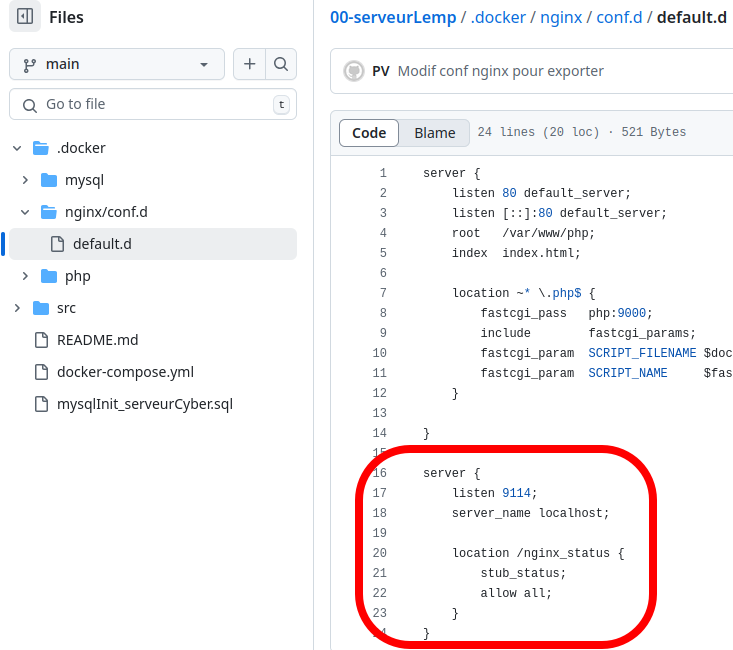 Files
main
Go to file
t
.docker
mysql
nginx/conf.d
default.d
php
src
README.md
docker-compose.yml
mysqlInit_serveurCyber.sql
00-serveurLemp / .docker / nginx / conf.d / default.d
PV Modif conf nginx pour exporter
Code Blame 24 lines (20 loc) · 521 Bytes
1 server {
2 listen 80 default_server;
3 listen [::]:80 default_server;
4 root /var/www/php;
5 index index.html;
6
7 location ~* \.php$ {
8 fastcgi_pass php:9000;
9 include fastcgi_params;
10 fastcgi_param SCRIPT_FILENAME $doc
11 fastcgi_param SCRIPT_NAME $fas
12 }
13
14 }
15
16 server {
17 listen 9114;
18 server_name localhost;
19
20 location /nginx_status {
21 stub_status;
22 allow all;
23 }
24 }